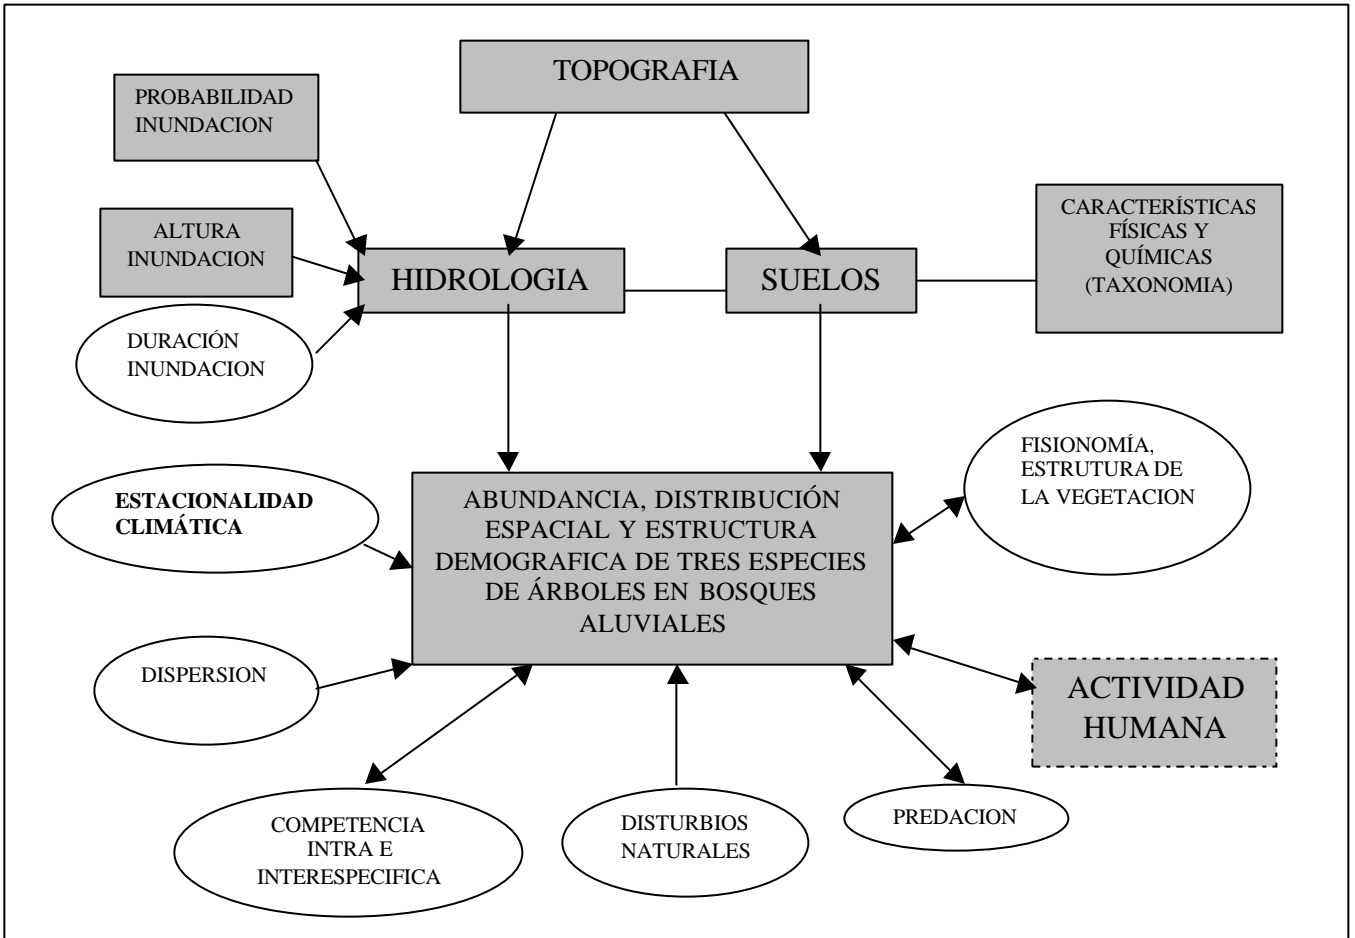 TOPOGRAFIA
PROBABILIDAD
INUNDACION
ALTURA
INUNDACION
HIDROLOGIA
SUELOS
CARACTERÍSTICAS
FÍSICAS Y
QUÍMICAS
(TAXONOMIA)
DURACIÓN
INUNDACION
ESTACIONALIDAD
CLIMÁTICA
ABUNDANCIA, DISTRIBUCIÓN
ESPACIAL Y ESTRUCTURA
DEMOGRAFICA DE TRES ESPECIES
DE ÁRBOLES EN BOSQUES
ALUVIALES
FISIONOMÍA,
ESTRUTURA DE
LA VEGETACION
DISPERSION
ACTIVIDAD
HUMANA
COMPETENCIA
INTRA E
INTERESPECIFICA
DISTURBIOS
NATURALES
PREDACION